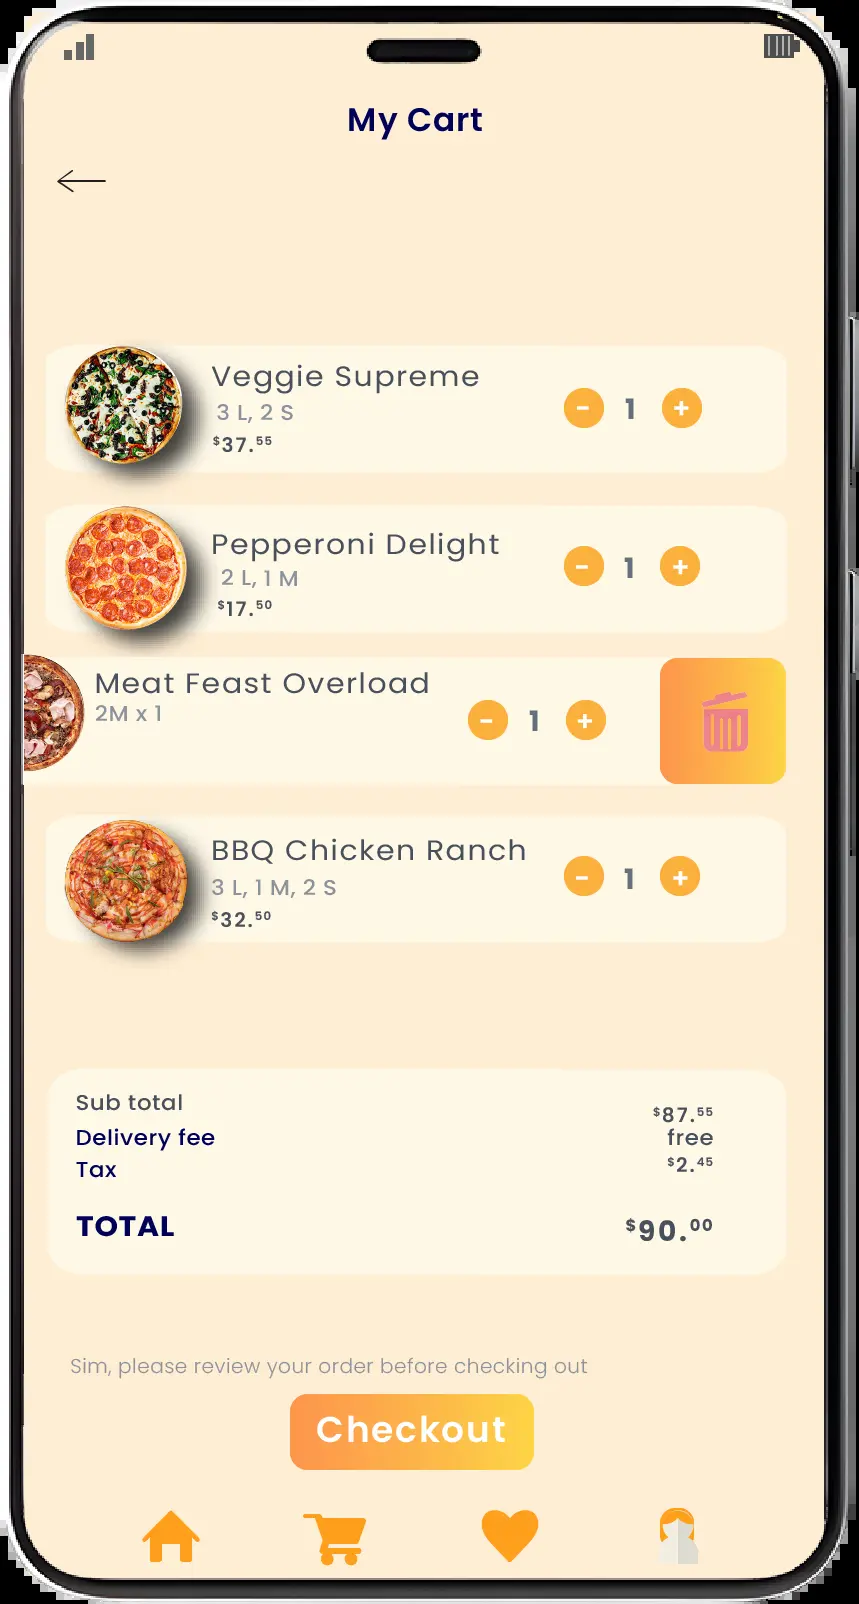 My Cart
Veggie Supreme
3 L, 2 S
$37.55
- 1 +
Pepperoni Delight
2 L, 1 M
$17.50
- 1 +
Meat Feast Overload
2M x 1
- 1 +
BBQ Chicken Ranch
3 L, 1 M, 2 S
$32.50
- 1 +
Sub total $87.55
Delivery fee free
Tax $2.45
TOTAL $90.00
Sim, please review your order before checking out
Checkout